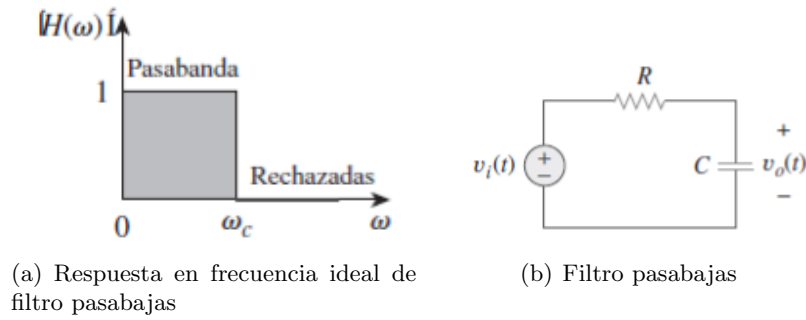 |H(ω)|
Pasabanda
1
Rechazadas
0
ω_c
ω
(a) Respuesta en frecuencia ideal de
filtro pasabajas
R
v_i(t)
+
−
C
+
v_o(t)
−
(b) Filtro pasabajas